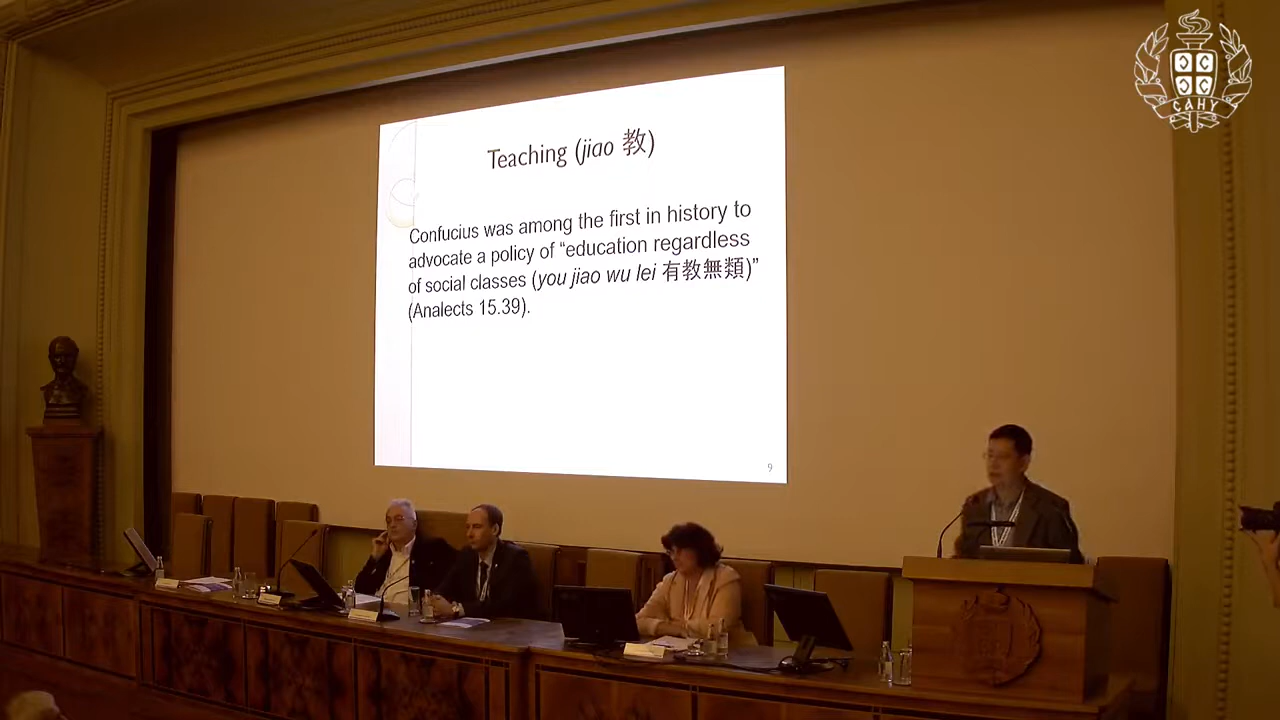 Teaching (jiao 教)
Confucius was among the first in history to
advocate a policy of “education regardless
of social classes (you jiao wu lei 有教無類)”
(Analects 15.39).
9
САНУ